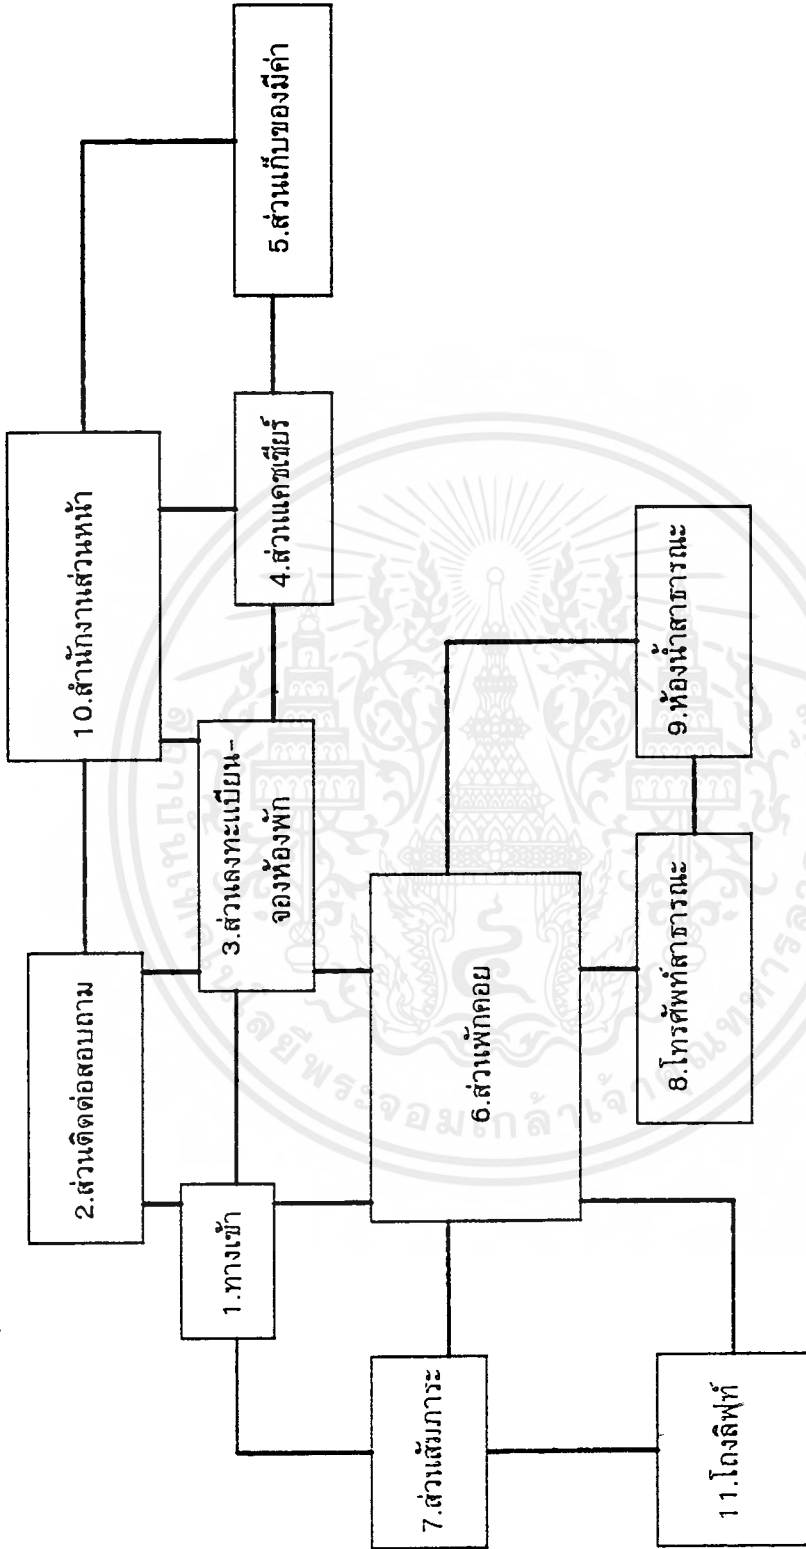 10.สำนักงานส่วนหน้า
2.ส่วนติดต่อสอบถาม
5.ส่วนเก็บของมีค่า
4.ส่วนแคชเชียร์
3.ส่วนลงทะเบียน-
จองห้องพัก
1.ทางเข้า
6.ส่วนพักคอย
7.ส่วนสัมภาระ
9.ห้องน้ำสาธารณะ
8.โทรศัพท์สาธารณะ
11.โถงลิฟท์